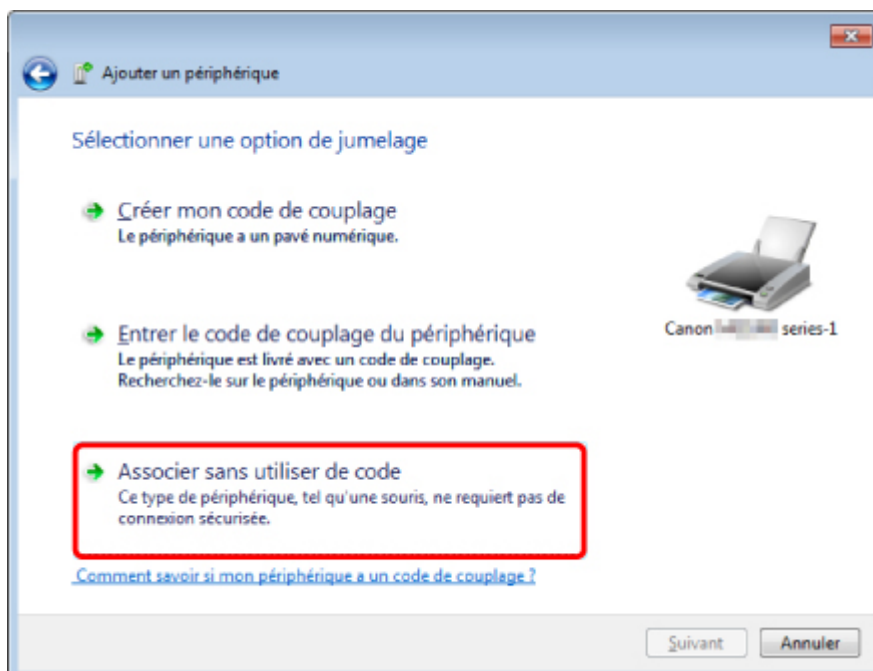 Ajouter un périphérique
Sélectionner une option de jumelage
Créer mon code de couplage
Le périphérique a un pavé numérique.
Entrer le code de couplage du périphérique
Le périphérique est livré avec un code de couplage.
Recherchez-le sur le périphérique ou dans son manuel.
Canon series-1
Associer sans utiliser de code
Ce type de périphérique, tel qu'une souris, ne requiert pas de
connexion sécurisée.
Comment savoir si mon périphérique a un code de couplage ?
Suivant
Annuler